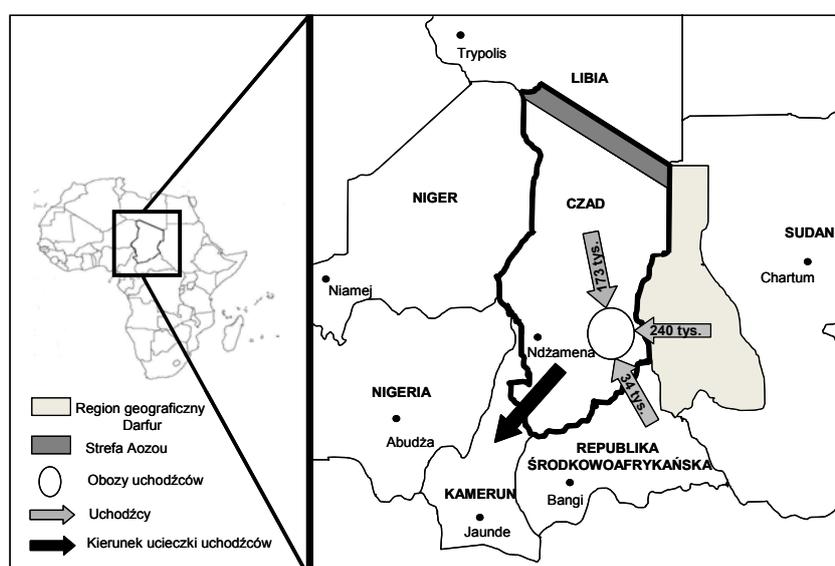 Trypolis
LIBIA
NIGER
CZAD
SUDAN
173 tys.
Chartum
Niamej
240 tys.
Ndżamena
34 tys.
NIGERIA
Abudża
REPUBLIKA
ŚRODKOWOAFRYKAŃSKA
KAMERUN
Bangi
Jaunde
Region geograficzny
Darfur
Strefa Aozou
Obozy uchodźców
Uchodźcy
Kierunek ucieczki uchodźców